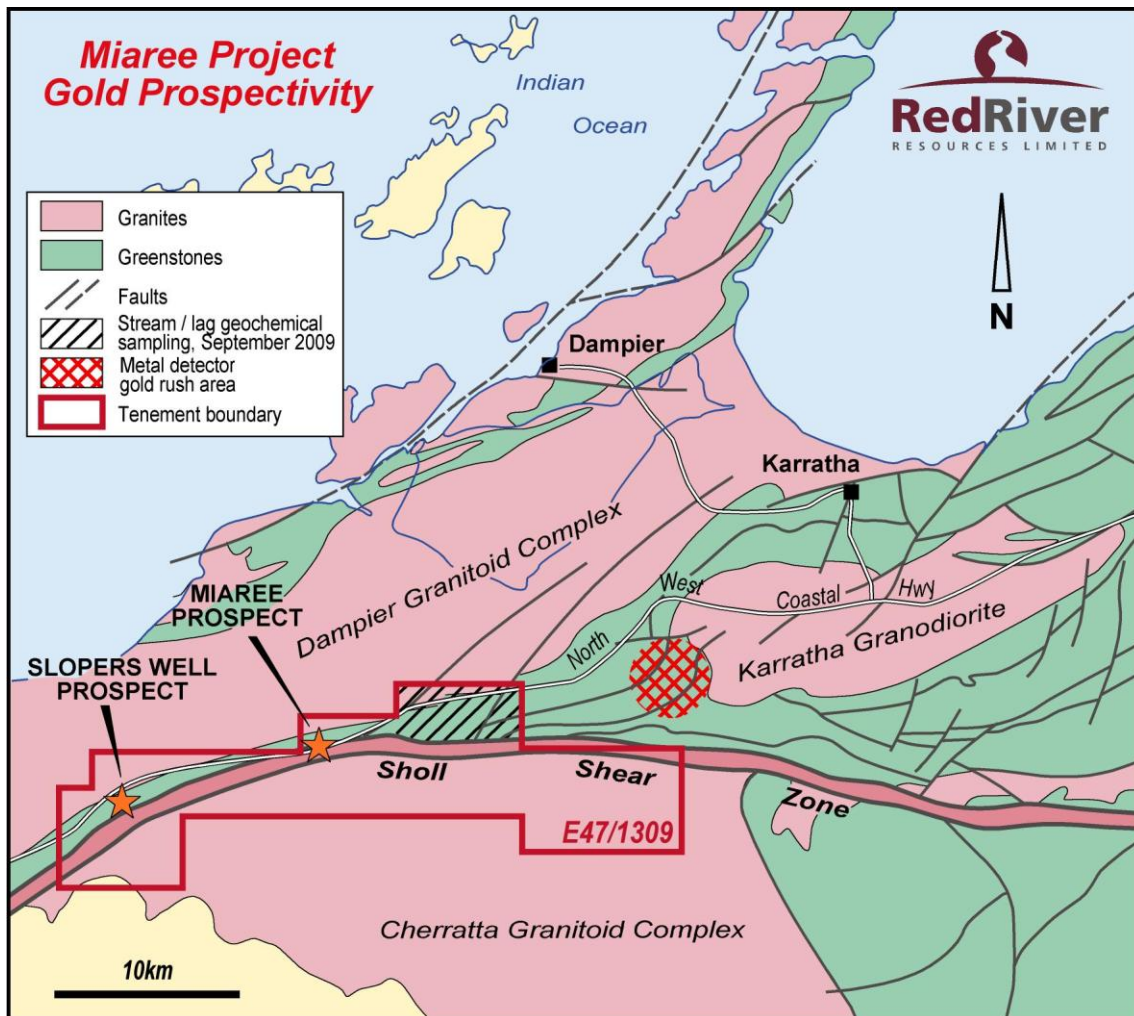 Miaree Project
Gold Prospectivity
Indian
Ocean
RedRiver
RESOURCES LIMITED
Granites
Greenstones
Faults
Stream / lag geochemical
sampling, September 2009
Metal detector
gold rush area
Tenement boundary
N
Dampier
Karratha
Dampier Granitoid Complex
North West Coastal Hwy
Karratha Granodiorite
MIAREE
PROSPECT
SLOPERS WELL
PROSPECT
Sholl Shear Zone
E47/1309
Cherratta Granitoid Complex
10km